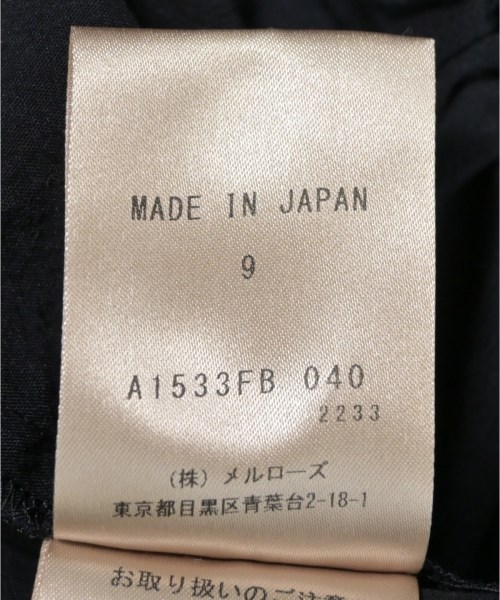 MADE IN JAPAN
9
A1533FB 040
2233
(株) メルローズ
東京都目黒区青葉台2-18-1
お取り扱いのご注意